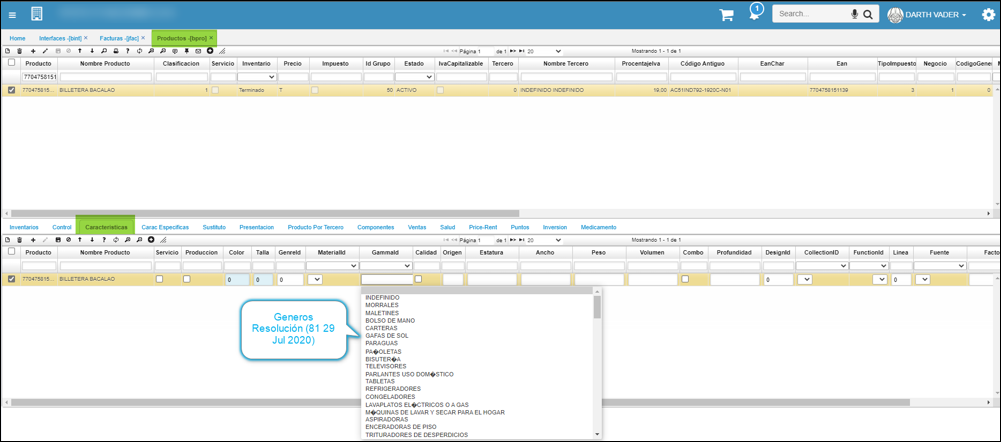 1 Search... DARTH VADER
Home Interfaces -[bint] × Facturas -[jfac] × Productos -[bpro] ×
Página 1 de 1 20 Mostrando 1 - 1 de 1
Producto Nombre Producto Clasificacion Servicio Inventario Precio Impuesto Id Grupo Estado IvaCapitalizable Tercero Nombre Tercero Procentajeiva Código Antiguo EanChar Ean TipoImpuesto Negocio CodigoGener
7704758151
770475815... BILLETERA BACALAO 1 Terminado T 50 ACTIVO 0 INDEFINIDO INDEFINIDO 19,00 AC51IND792-1920C-N01 7704758151139 3 1 0
Inventarios Control Caracteristicas Carac Especificas Sustituto Presentacion Producto Por Tercero Componentes Ventas Salud Price-Rent Puntos Inversion Medicamento
Página 1 de 1 20 Mostrando 1 - 1 de 1
Producto Nombre Producto Servicio Produccion Color Talla GenreId MaterialId GammaId Calidad Origen Estatura Ancho Peso Volumen Combo Profundidad DesignId CollectionID FunctionId Linea Fuente Facto
770475815... BILLETERA BACALAO 0 0 0 0 0
Generos
Resolución (81 29
Jul 2020)
INDEFINIDO
MORRALES
MALETINES
BOLSO DE MANO
CARTERAS
GAFAS DE SOL
PARAGUAS
PA�OLETAS
BISUTER�A
TELEVISORES
PARLANTES USO DOM�STICO
TABLETAS
REFRIGERADORES
CONGELADORES
LAVAPLATOS EL�CTRICOS O A GAS
M�QUINAS DE LAVAR Y SECAR PARA EL HOGAR
ASPIRADORAS
ENCERADORAS DE PISO
TRITURADORES DE DESPERDICIOS